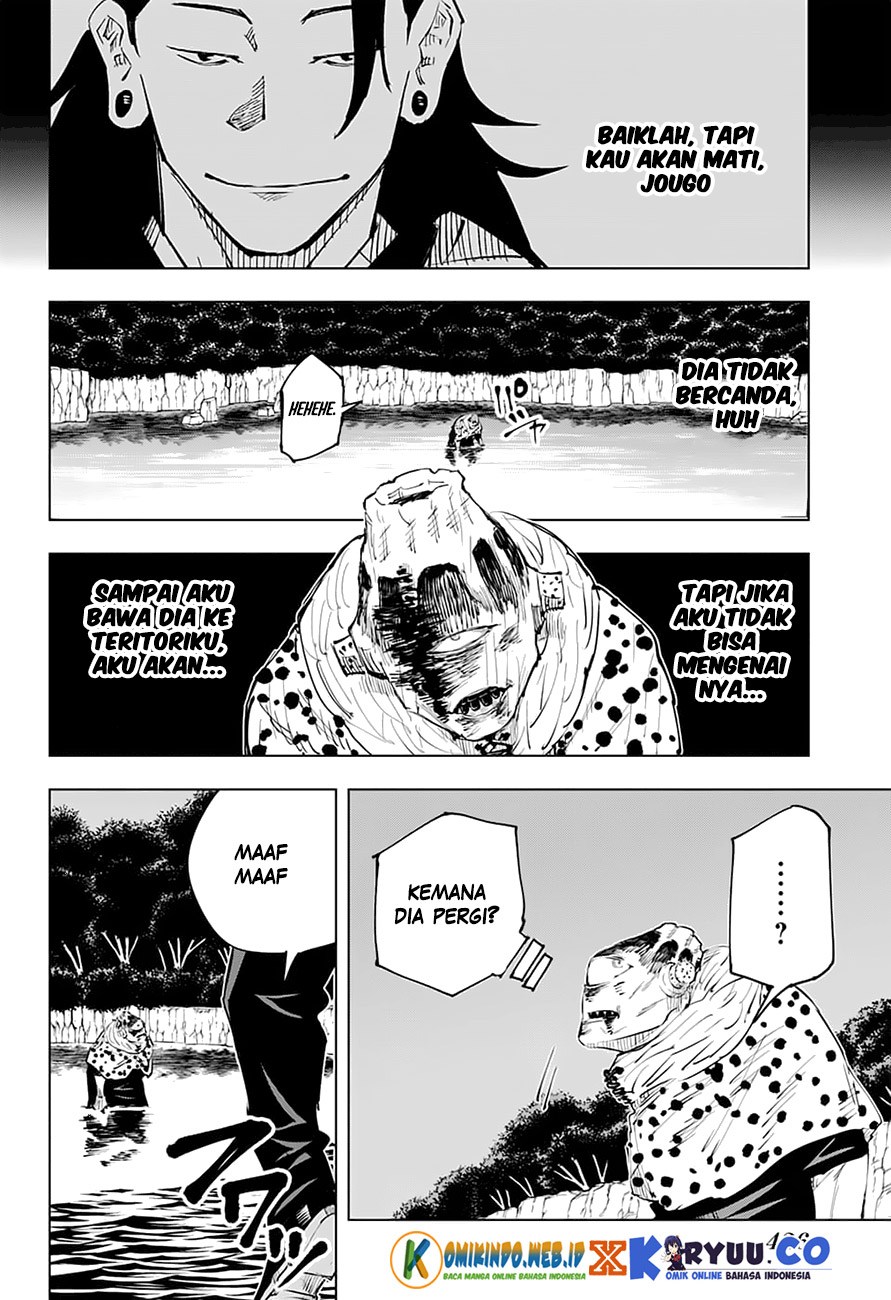 BAIKLAH, TAPI
KAU AKAN MATI,
JOUGO
DIA TIDAK
BERCANDA,
HUH
HEHEHE.
TAPI JIKA
AKU TIDAK
BISA
MENGENAI
NYA...
SAMPAI AKU
BAWA DIA KE
TERITORIKU,
AKU AKAN...
......?
KEMANA
DIA PERGI?
MAAF
MAAF
KOMIKINDO.WEB.ID
BACA MANGA ONLINE BAHASA INDONESIA
X
KIRYUU.CO
OMIK ONLINE BAHASA INDONESIA